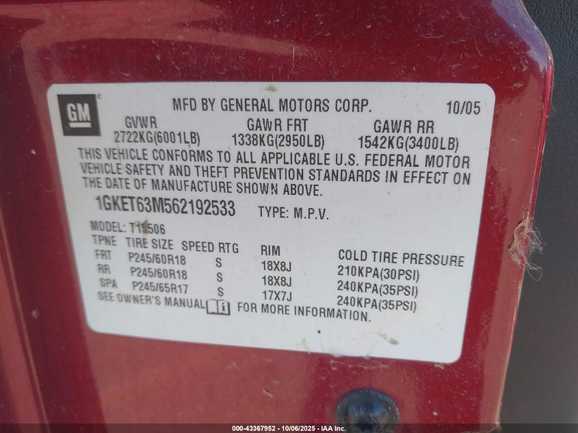 GM
MFD BY GENERAL MOTORS CORP. 10/05
GVWR GAWR FRT GAWR RR
2722KG(6001LB) 1338KG(2950LB) 1542KG(3400LB)
THIS VEHICLE CONFORMS TO ALL APPLICABLE U.S. FEDERAL MOTOR
VEHICLE SAFETY AND THEFT PREVENTION STANDARDS IN EFFECT ON
THE DATE OF MANUFACTURE SHOWN ABOVE.
1GKET63M562192533 TYPE: M.P.V.
MODEL: T15506
TPNE TIRE SIZE SPEED RTG RIM COLD TIRE PRESSURE
FRT P245/60R18 S 18X8J 210KPA(30PSI)
RR P245/60R18 S 18X8J 240KPA(35PSI)
SPA P245/65R17 S 17X7J 240KPA(35PSI)
SEE OWNER'S MANUAL FOR MORE INFORMATION.
000-43367952 - 10/06/2025 - IAA Inc.